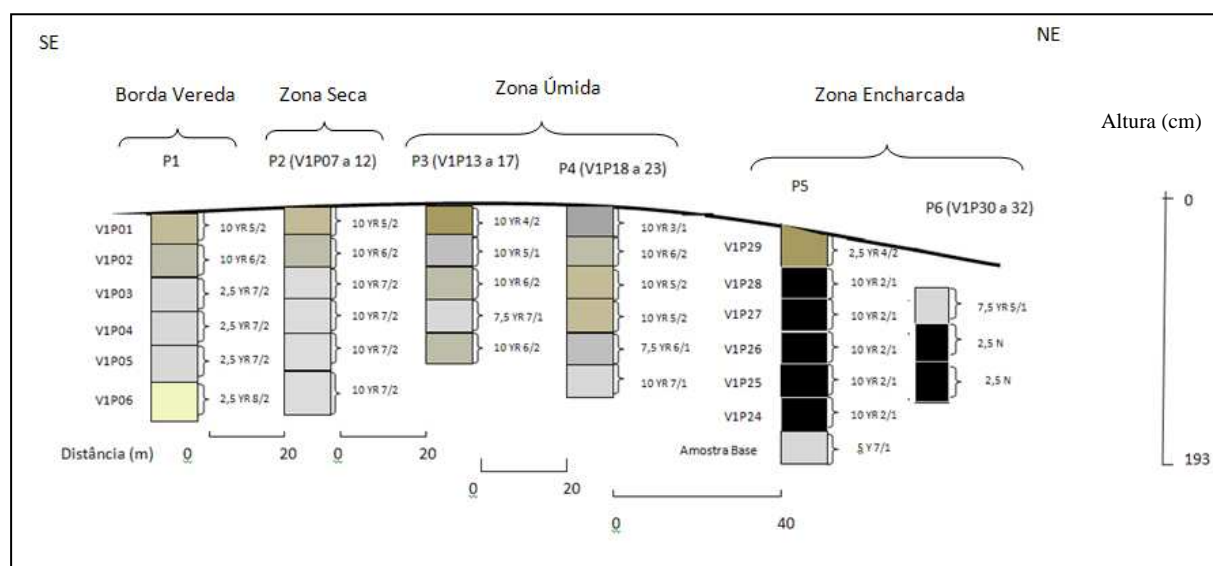 SE
NE
Borda Vereda
Zona Seca
Zona Úmida
Zona Encharcada
Altura (cm)
P1
P2 (V1P07 a 12)
P3 (V1P13 a 17)
P4 (V1P18 a 23)
P5
P6 (V1P30 a 32)
V1P01
V1P02
V1P03
V1P04
V1P05
V1P06
10 YR 5/2
10 YR 6/2
2,5 YR 7/2
2,5 YR 7/2
2,5 YR 7/2
2,5 YR 8/2
10 YR 5/2
10 YR 6/2
10 YR 7/2
10 YR 7/2
10 YR 7/2
10 YR 7/2
10 YR 4/2
10 YR 5/1
10 YR 6/2
7,5 YR 7/1
10 YR 6/2
10 YR 3/1
10 YR 6/2
10 YR 5/2
10 YR 5/2
7,5 YR 6/1
10 YR 7/1
V1P29
V1P28
V1P27
V1P26
V1P25
V1P24
Amostra Base
2,5 YR 4/2
10 YR 2/1
10 YR 2/1
10 YR 2/1
10 YR 2/1
10 YR 2/1
5 Y 7/1
7,5 YR 5/1
2,5 N
2,5 N
0
193
Distância (m)
0
20
0
20
0
20
0
40